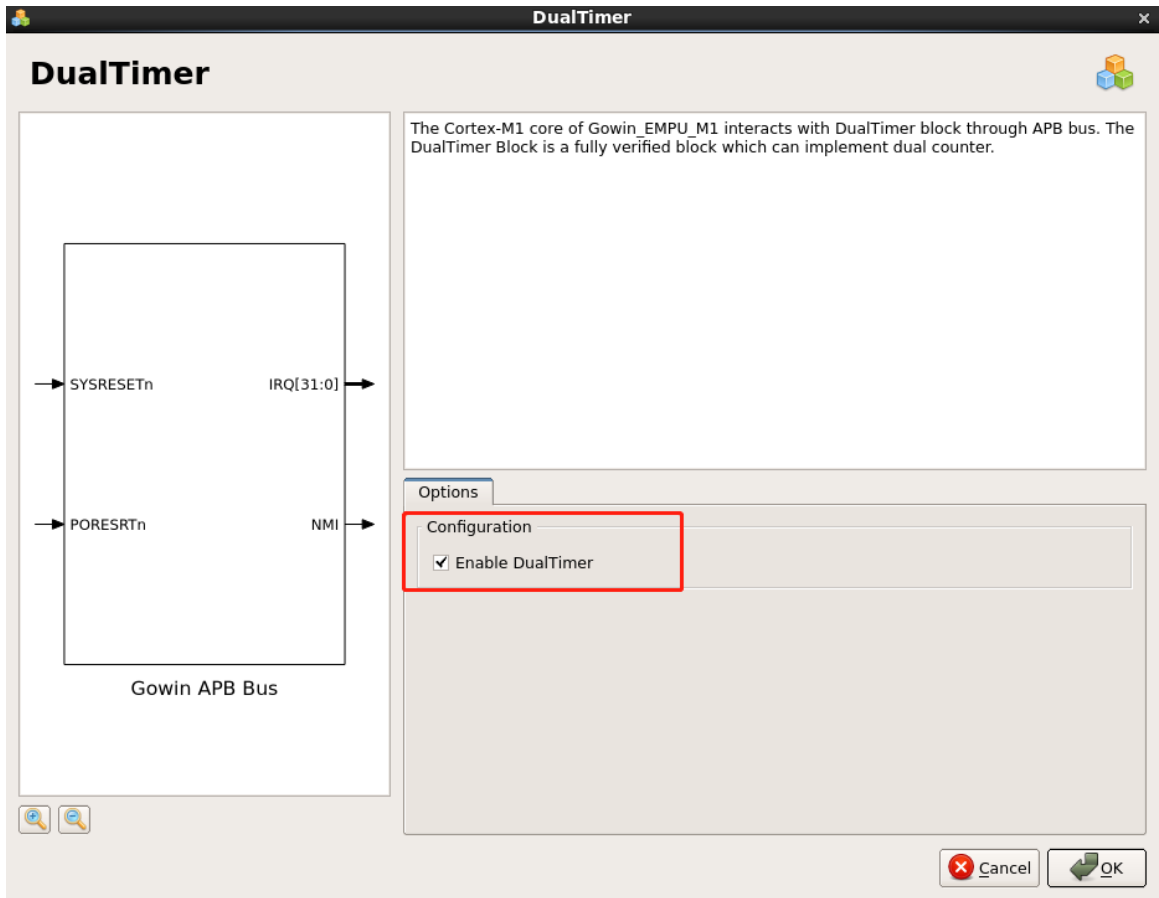 DualTimer
DualTimer
The Cortex-M1 core of Gowin_EMPU_M1 interacts with DualTimer block through APB bus. The
DualTimer Block is a fully verified block which can implement dual counter.
SYSRESETn
IRQ[31:0]
PORESRTn
NMI
Gowin APB Bus
Options
Configuration
Enable DualTimer
Cancel
OK